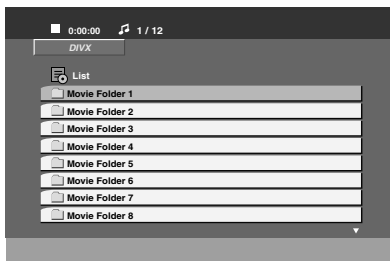 0:00:00 1 / 12
DIVX
List
Movie Folder 1
Movie Folder 2
Movie Folder 3
Movie Folder 4
Movie Folder 5
Movie Folder 6
Movie Folder 7
Movie Folder 8